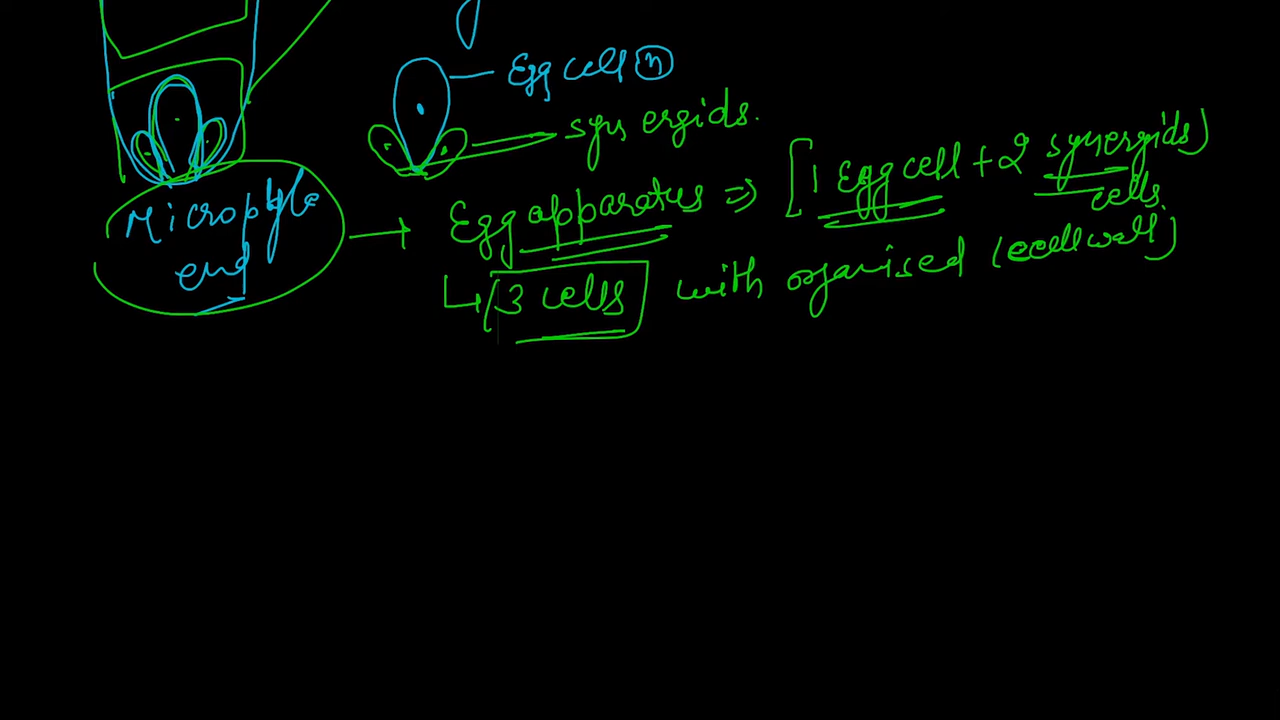 Egg cell (n)
synergids.
Micropyle end → Egg apparatus ⇒ [1 Egg cell + 2 synergids) cells.
↳ 3 cells with organised (cell wall)